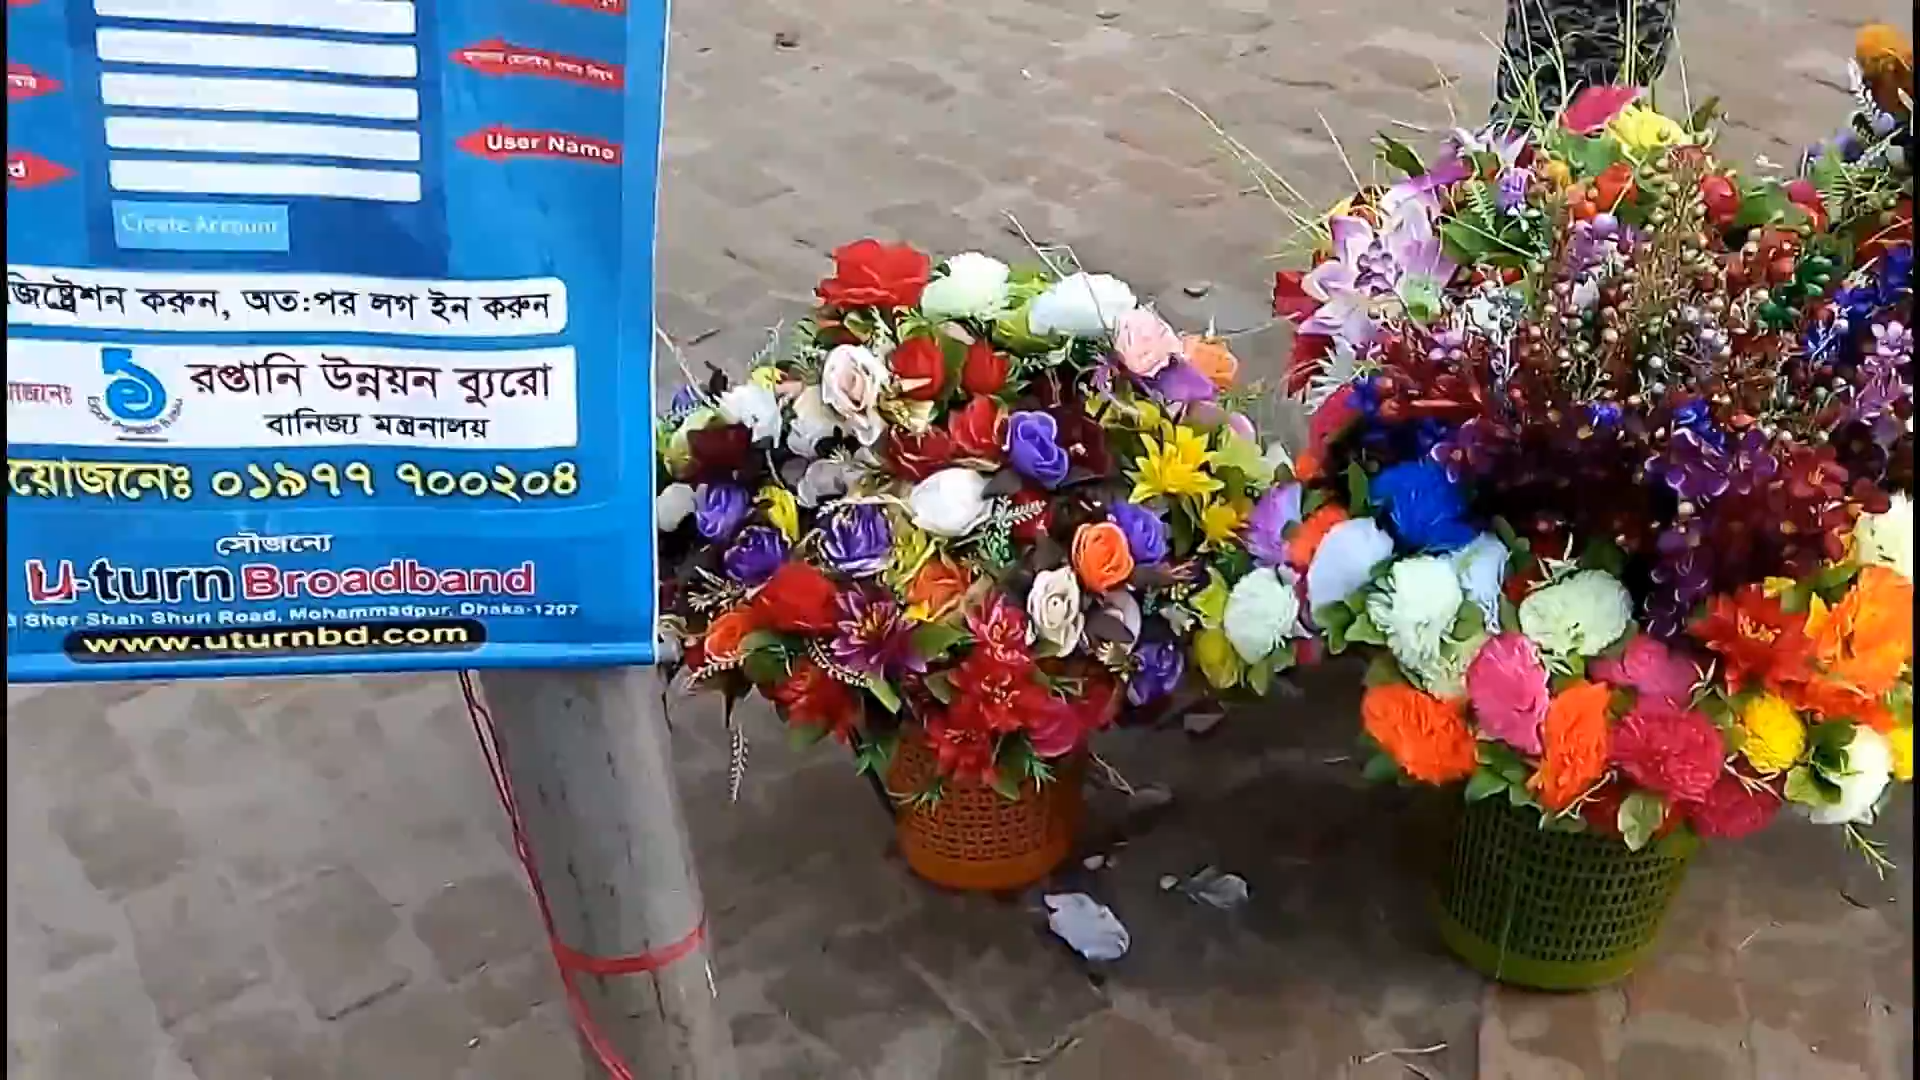 User Name
d
Create Account
জিষ্ট্রেশন করুন, অত:পর লগ ইন করুন
য়োজনেঃ
রপ্তানি উন্নয়ন ব্যুরো
বানিজ্য মন্ত্রনালয়
য়োজনেঃ ০১৯৭৭ ৭০০২০৪
সৌজন্যে
U-turn Broadband
Sher Shah Shuri Road, Mohammadpur, Dhaka-1207
www.uturnbd.com